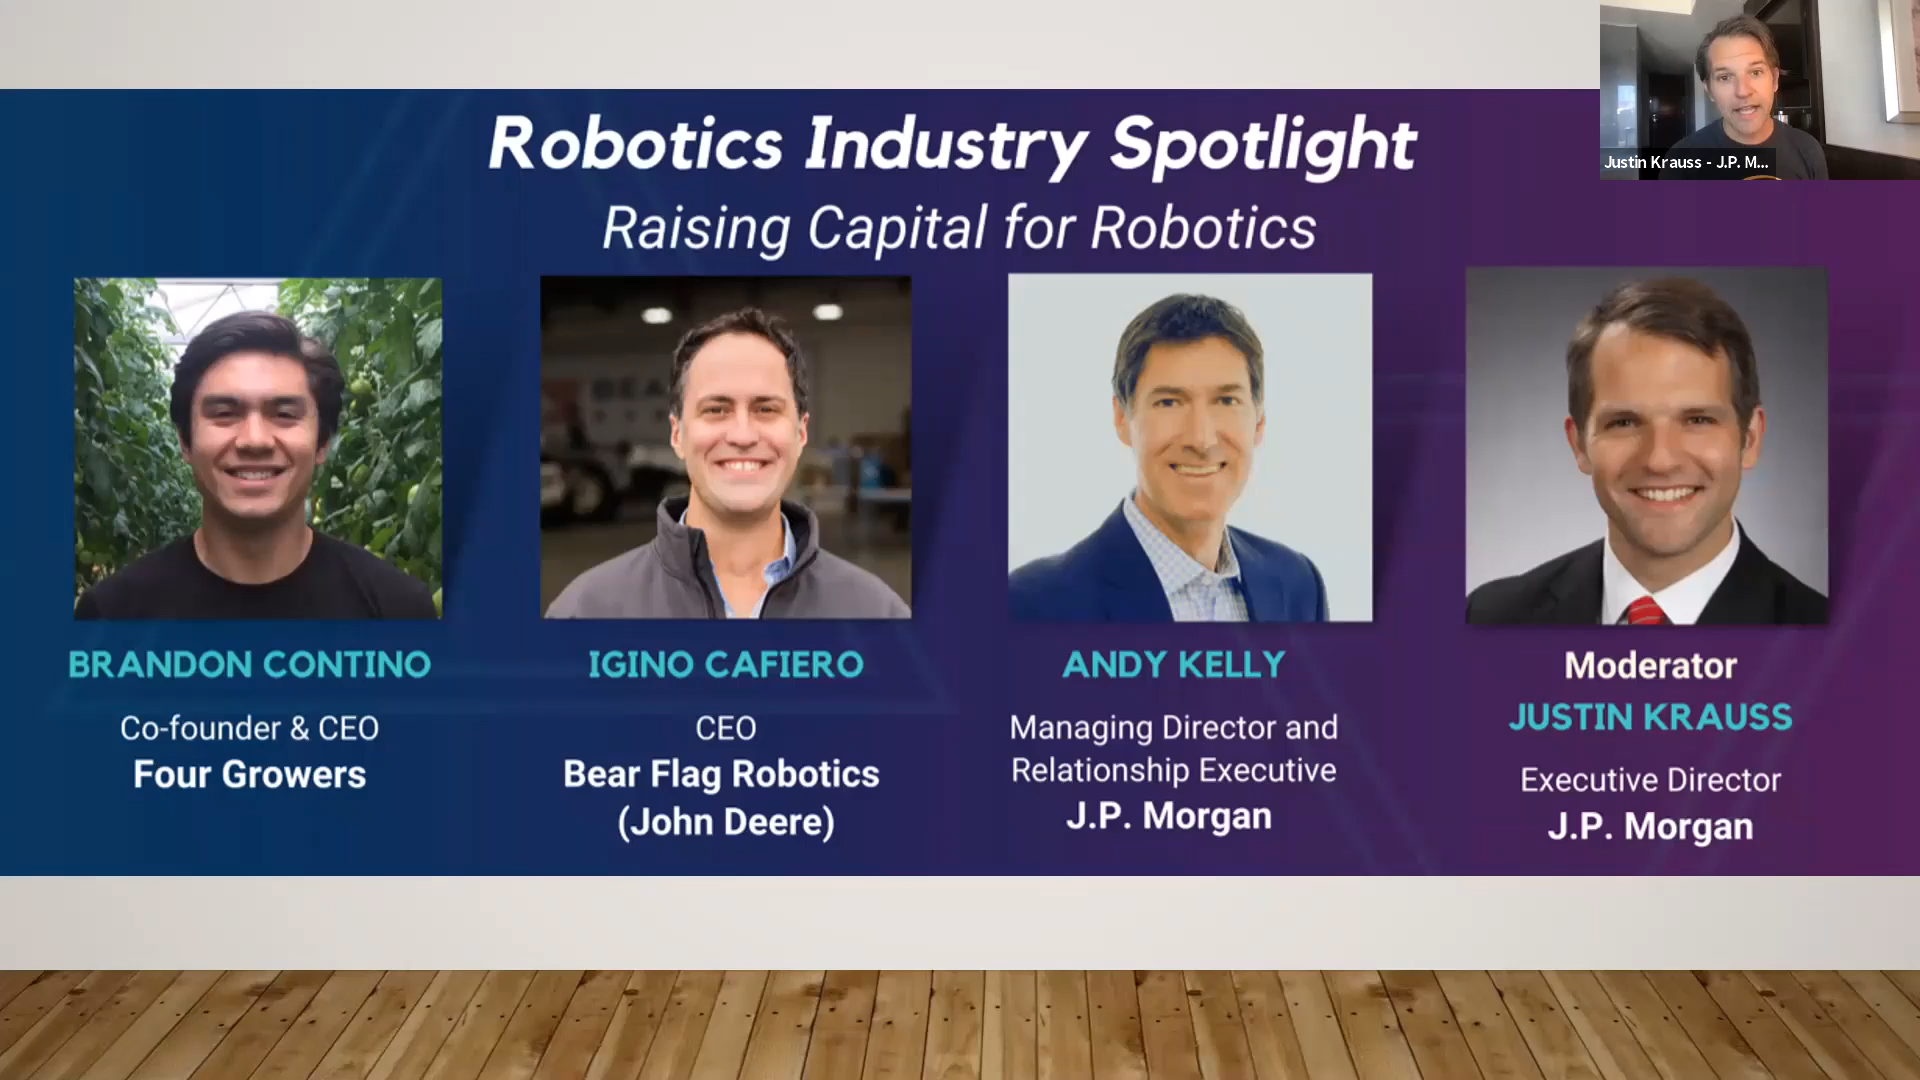 Robotics Industry Spotlight
Justin Krauss - J.P. M...
Raising Capital for Robotics
BEA
BRANDON CONTINO
Co-founder & CEO
Four Growers
IGINO CAFIERO
CEO
Bear Flag Robotics
(John Deere)
ANDY KELLY
Managing Director and
Relationship Executive
J.P. Morgan
Moderator
JUSTIN KRAUSS
Executive Director
J.P. Morgan